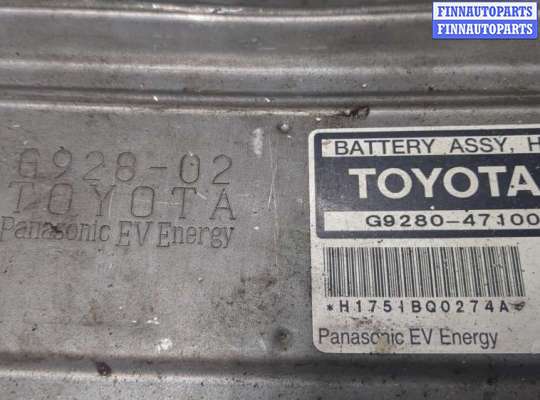 FINNAUTOPARTS
FINNAUTOPARTS
G928-02
TOYOTA
Panasonic EV Energy
BATTERY ASSY, H
TOYOTA
G9280-47100
*H1751BQ0274A*
Panasonic EV Energy